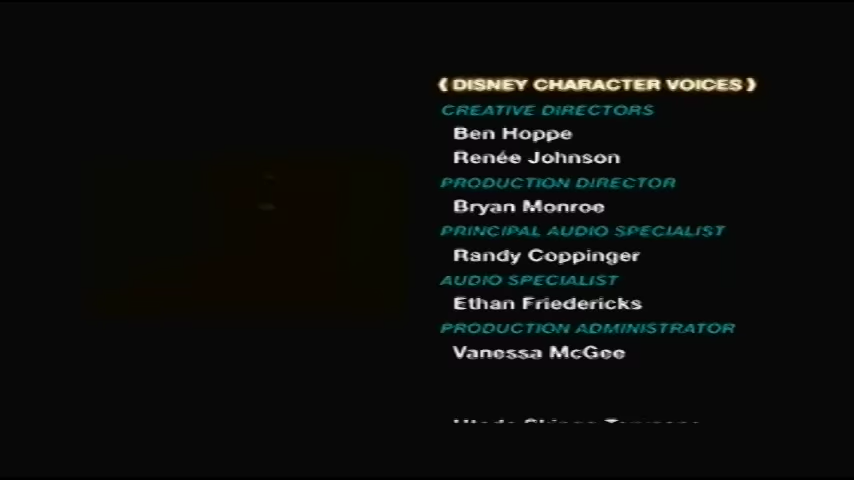 { DISNEY CHARACTER VOICES }
CREATIVE DIRECTORS
Ben Hoppe
Renée Johnson
PRODUCTION DIRECTOR
Bryan Monroe
PRINCIPAL AUDIO SPECIALIST
Randy Coppinger
AUDIO SPECIALIST
Ethan Friedericks
PRODUCTION ADMINISTRATOR
Vanessa McGee